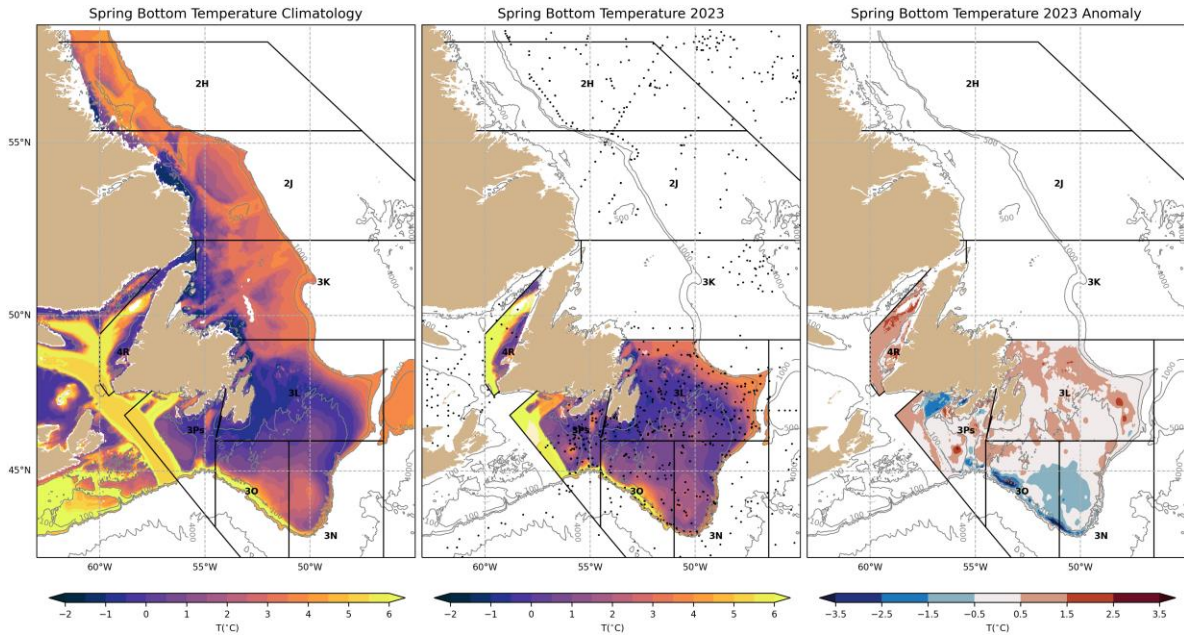 Spring Bottom Temperature Climatology
55°N
50°N
45°N
2H
2J
3K
4R
3L
3Ps
3O
3N
60°W 55°W 50°W
−2 −1 0 1 2 3 4 5 6
T(°C)
Spring Bottom Temperature 2023
2H
500
1000
4000
2J
500
3K
4R
3L
3Ps
3O
3N
60°W 55°W 50°W
−2 −1 0 1 2 3 4 5 6
T(°C)
Spring Bottom Temperature 2023 Anomaly
2H
500
1000
4000
2J
500
3K
4R
3L
3Ps
3O
3N
60°W 55°W 50°W
−3.5 −2.5 −1.5 −0.5 0.5 1.5 2.5 3.5
T(°C)